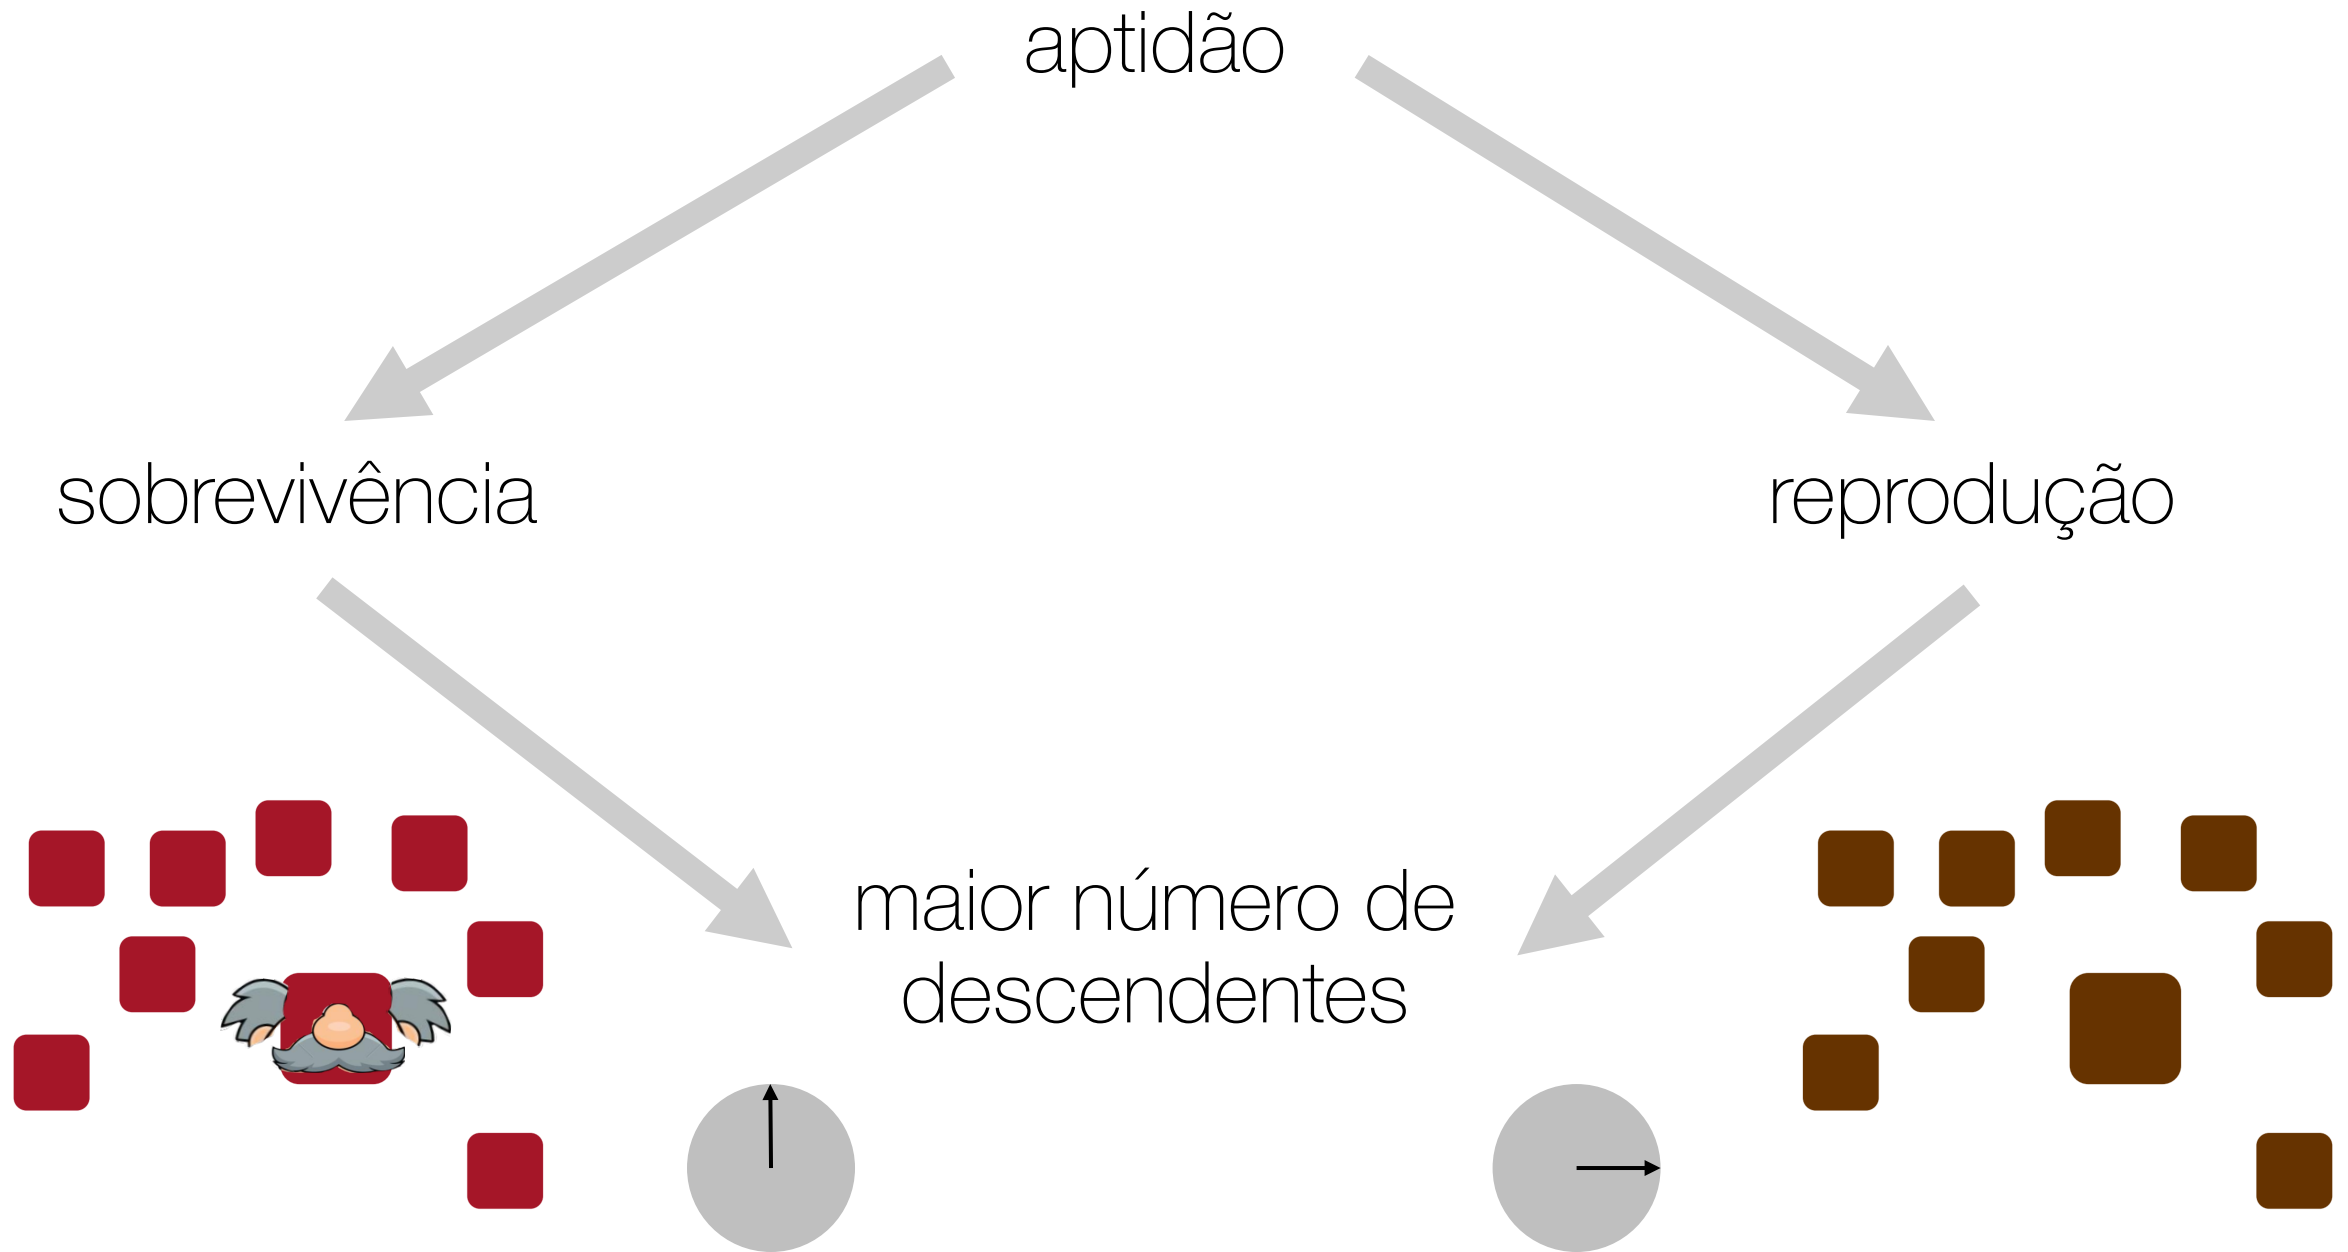 aptidão
sobrevivência
reprodução
maior número de
descendentes